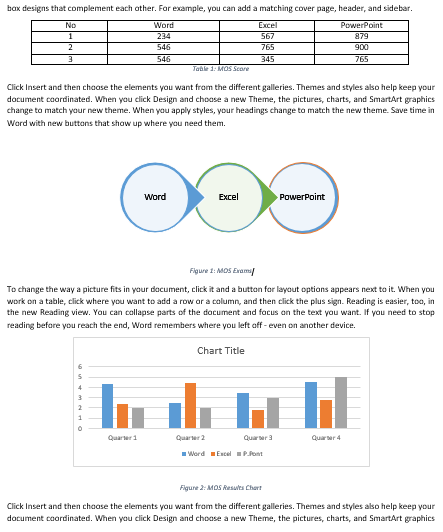 box designs that complement each other. For example, you can add a matching cover page, header, and sidebar.
No Word Excel PowerPoint
1 234 567 879
2 546 765 900
3 546 345 765
Table 1: MOS Score
Click Insert and then choose the elements you want from the different galleries. Themes and styles also help keep your
document coordinated. When you click Design and choose a new Theme, the pictures, charts, and SmartArt graphics
change to match your new theme. When you apply styles, your headings change to match the new theme. Save time in
Word with new buttons that show up where you need them.
Word Excel PowerPoint
Figure 1: MOS Exams
To change the way a picture fits in your document, click it and a button for layout options appears next to it. When you
work on a table, click where you want to add a row or a column, and then click the plus sign. Reading is easier, too, in
the new Reading view. You can collapse parts of the document and focus on the text you want. If you need to stop
reading before you reach the end, Word remembers where you left off - even on another device.
Chart Title
6
5
4
3
2
1
0
Quarter 1 Quarter 2 Quarter 3 Quarter 4
Word Excel P.Pont
Figure 2: MOS Results Chart
Click Insert and then choose the elements you want from the different galleries. Themes and styles also help keep your
document coordinated. When you click Design and choose a new Theme, the pictures, charts, and SmartArt graphics